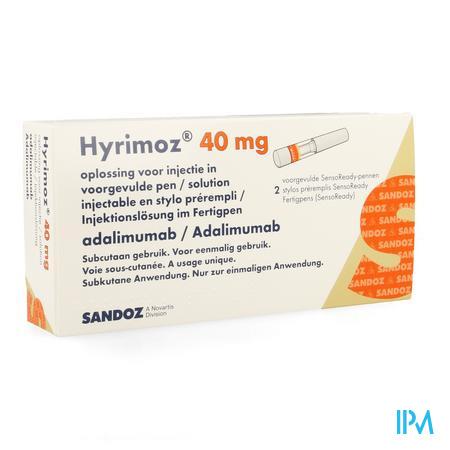 Hyrimoz® 40 mg
oplossing voor injectie in
voorgevulde pen / solution
injectable en stylo prérempli /
Injektionslösung im Fertigpen
adalimumab / Adalimumab
Subcutaan gebruik. Voor eenmalig gebruik.
Voie sous-cutanée. A usage unique.
Subkutane Anwendung. Nur zur einmaligen Anwendung.
SANDOZ A Novartis
Division
voorgevulde SensoReady-pennen
2 stylos préremplis SensoReady
Fertigpens (SensoReady)
Hyrimoz® 40 mg
adalimumab
Adalimumab
SANDOZ
IPM